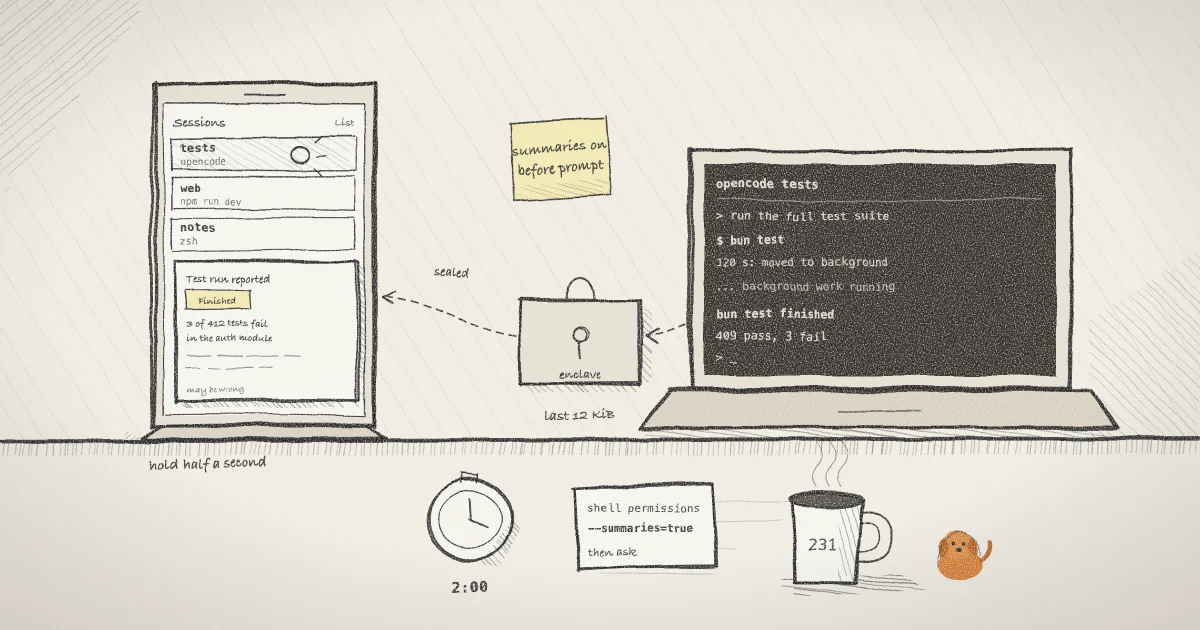 Sessions
List
tests
opencode
web
npm run dev
notes
zsh
Test run reported
Finished
3 of 412 tests fail
in the auth module
may be wrong
hold half a second
summaries on
before prompt
sealed
enclave
last 12 KiB
opencode tests
> run the full test suite
$ bun test
120 s: moved to background
... background work running
bun test finished
409 pass, 3 fail
> _
2:00
shell permissions
--summaries=true
then ask
231